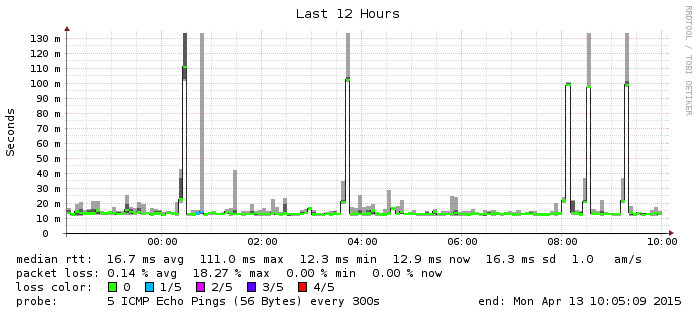 Last 12 Hours
RRDTOOL / TOBI OETIKER
Seconds
130 m
120 m
110 m
100 m
90 m
80 m
70 m
60 m
50 m
40 m
30 m
20 m
10 m
0
00:00 02:00 04:00 06:00 08:00 10:00
median rtt: 16.7 ms avg 111.0 ms max 12.3 ms min 12.9 ms now 16.3 ms sd 1.0 am/s
packet loss: 0.14 % avg 18.27 % max 0.00 % min 0.00 % now
loss color: 0 1/5 2/5 3/5 4/5
probe: 5 ICMP Echo Pings (56 Bytes) every 300s end: Mon Apr 13 10:05:09 2015